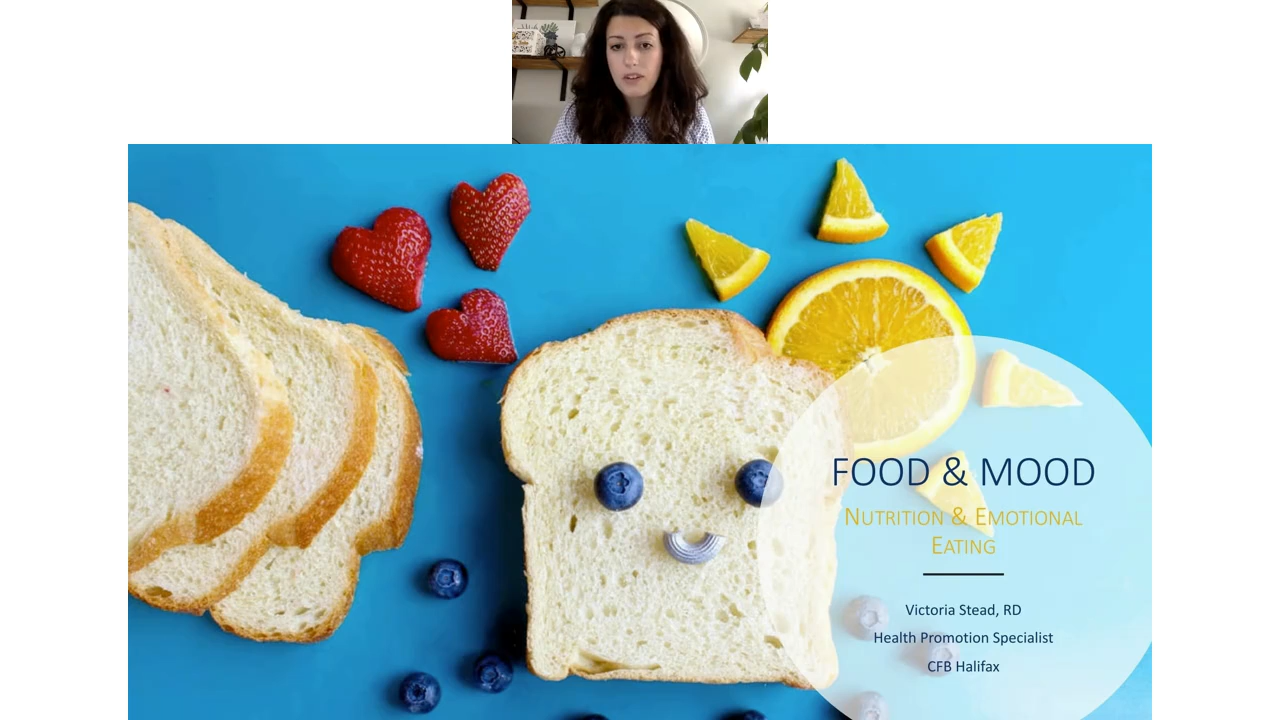 FOOD & MOOD
Nutrition & Emotional
Eating
Victoria Stead, RD
Health Promotion Specialist
CFB Halifax